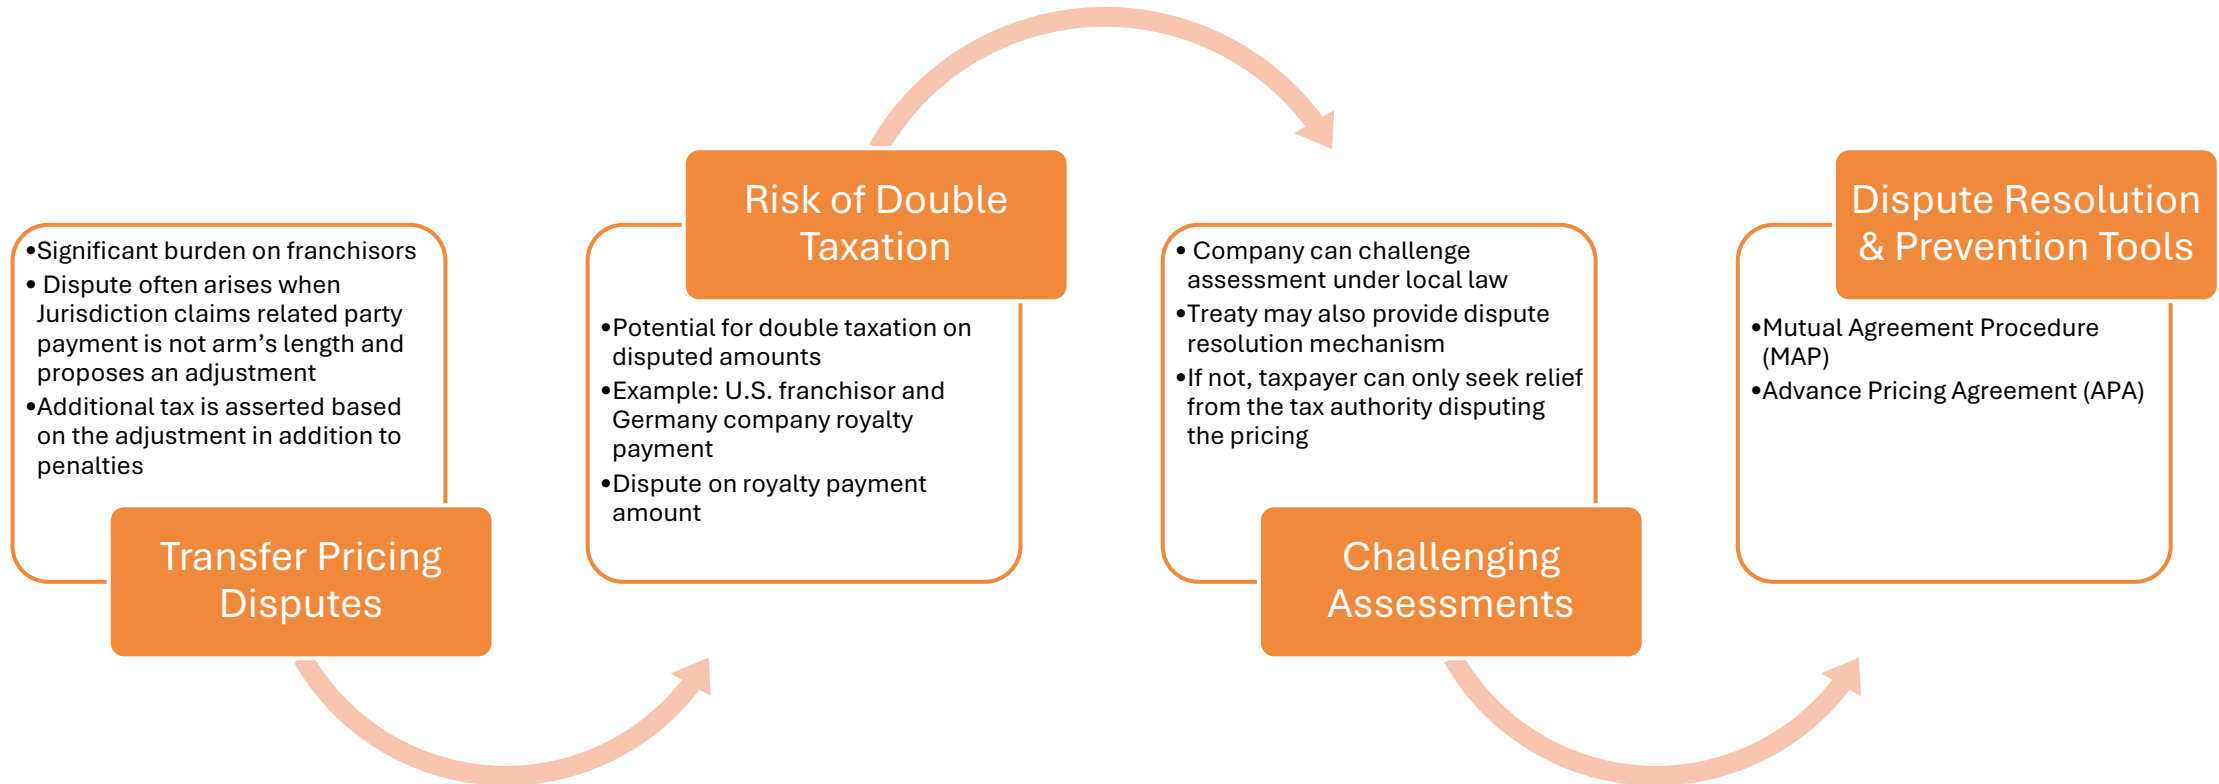 •Significant burden on franchisors
• Dispute often arises when
Jurisdiction claims related party
payment is not arm's length and
proposes an adjustment
•Additional tax is asserted based
on the adjustment in addition to
penalties
Transfer Pricing
Disputes
Risk of Double
Taxation
•Potential for double taxation on
disputed amounts
•Example: U.S. franchisor and
Germany company royalty
payment
•Dispute on royalty payment
amount
• Company can challenge
assessment under local law
•Treaty may also provide dispute
resolution mechanism
•If not, taxpayer can only seek relief
from the tax authority disputing
the pricing
Challenging
Assessments
Dispute Resolution
& Prevention Tools
•Mutual Agreement Procedure
(MAP)
•Advance Pricing Agreement (APA)